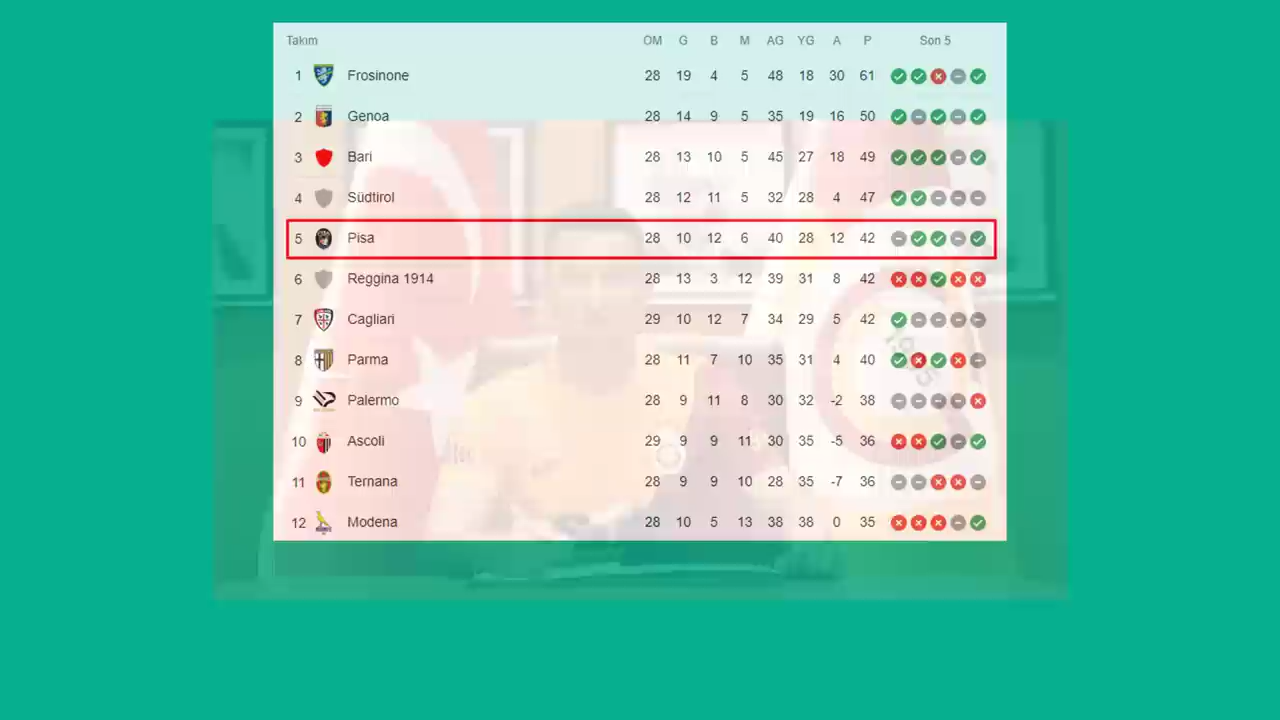 Takım OM G B M AG YG A P Son 5
1 Frosinone 28 19 4 5 48 18 30 61
2 Genoa 28 14 9 5 35 19 16 50
3 Bari 28 13 10 5 45 27 18 49
4 Südtirol 28 12 11 5 32 28 4 47
5 Pisa 28 10 12 6 40 28 12 42
6 Reggina 1914 28 13 3 12 39 31 8 42
7 Cagliari 29 10 12 7 34 29 5 42
8 Parma 28 11 7 10 35 31 4 40
9 Palermo 28 9 11 8 30 32 -2 38
10 Ascoli 29 9 9 11 30 35 -5 36
11 Ternana 28 9 9 10 28 35 -7 36
12 Modena 28 10 5 13 38 38 0 35